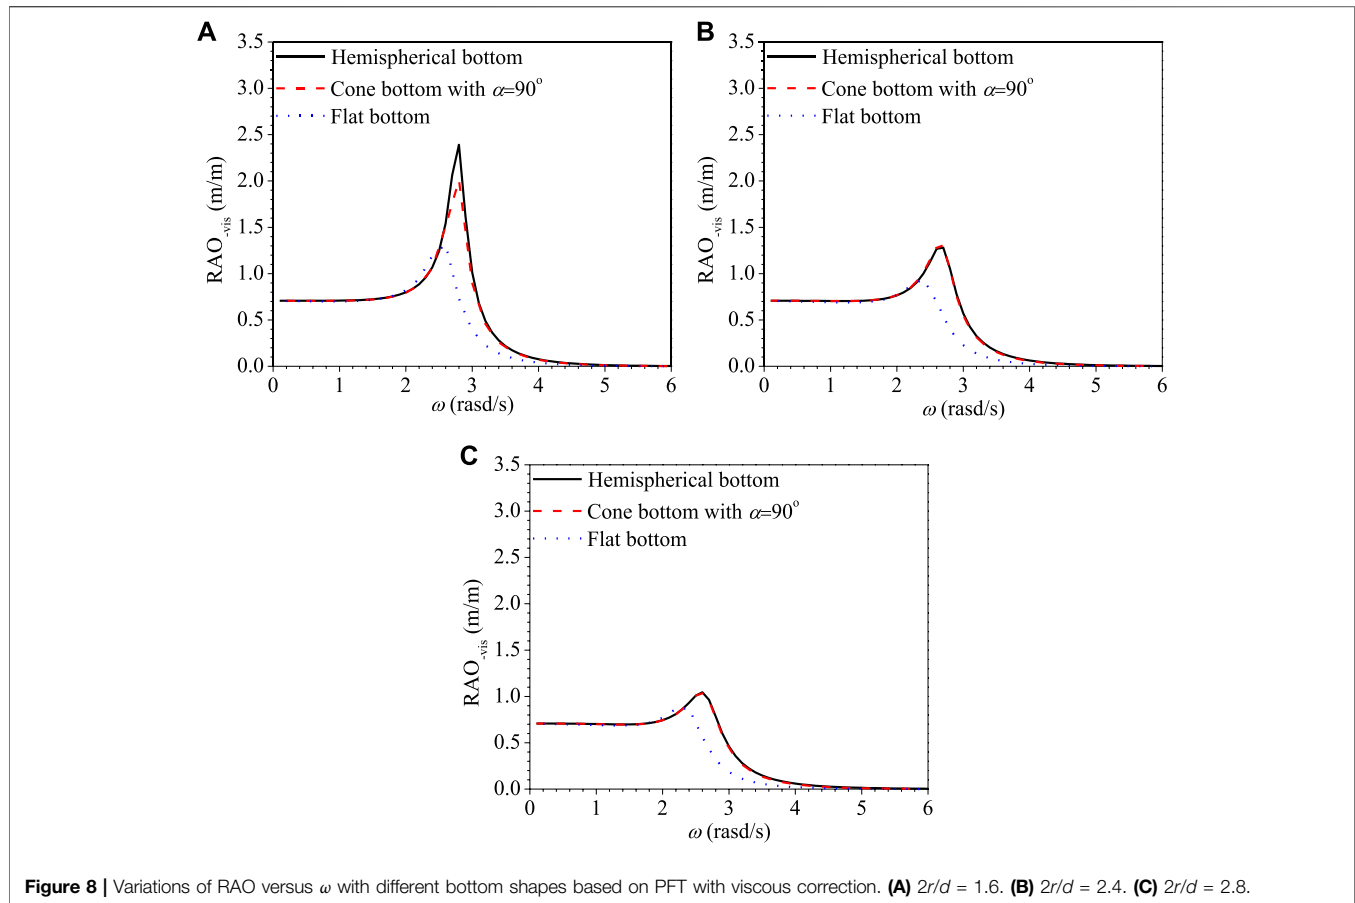 A
3.5
3.0
2.5
2.0
1.5
1.0
0.5
0.0
RAO-vis (m/m)
Hemispherical bottom
Cone bottom with α=90°
Flat bottom
0 1 2 3 4 5 6
ω (rasd/s)
B
3.5
3.0
2.5
2.0
1.5
1.0
0.5
0.0
RAO-vis (m/m)
Hemispherical bottom
Cone bottom with α=90°
Flat bottom
0 1 2 3 4 5 6
ω (rasd/s)
C
3.5
3.0
2.5
2.0
1.5
1.0
0.5
0.0
RAO-vis (m/m)
Hemispherical bottom
Cone bottom with α=90°
Flat bottom
0 1 2 3 4 5 6
ω (rasd/s)
Figure 8 | Variations of RAO versus ω with different bottom shapes based on PFT with viscous correction. (A) 2r/d = 1.6. (B) 2r/d = 2.4. (C) 2r/d = 2.8.